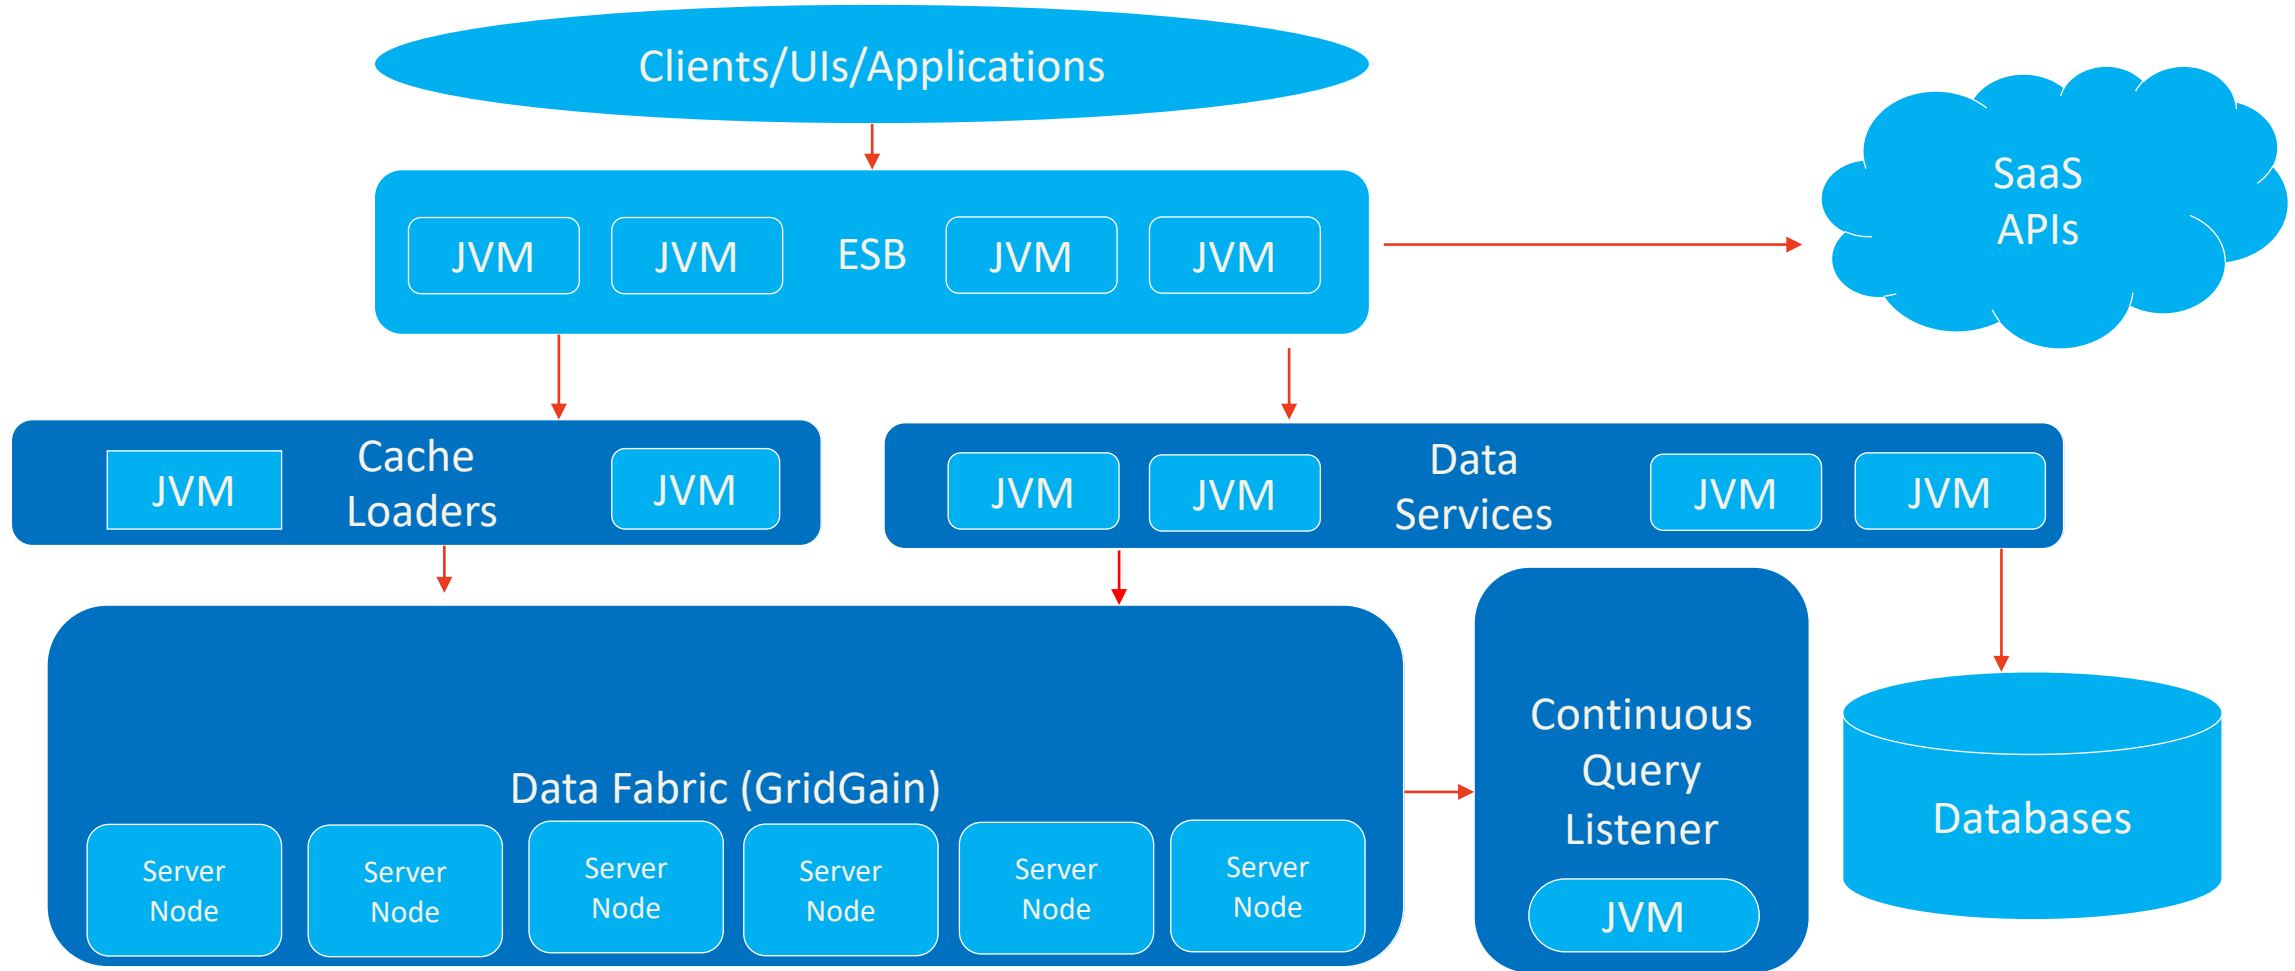 Clients/UIs/Applications
SaaS
APIs
JVM
JVM
ESB
JVM
JVM
Cache
Loaders
JVM
JVM
Data
Services
JVM
JVM
JVM
JVM
Data Fabric (GridGain)
Server
Node
Server
Node
Server
Node
Server
Node
Server
Node
Server
Node
Continuous
Query
Listener
JVM
Databases